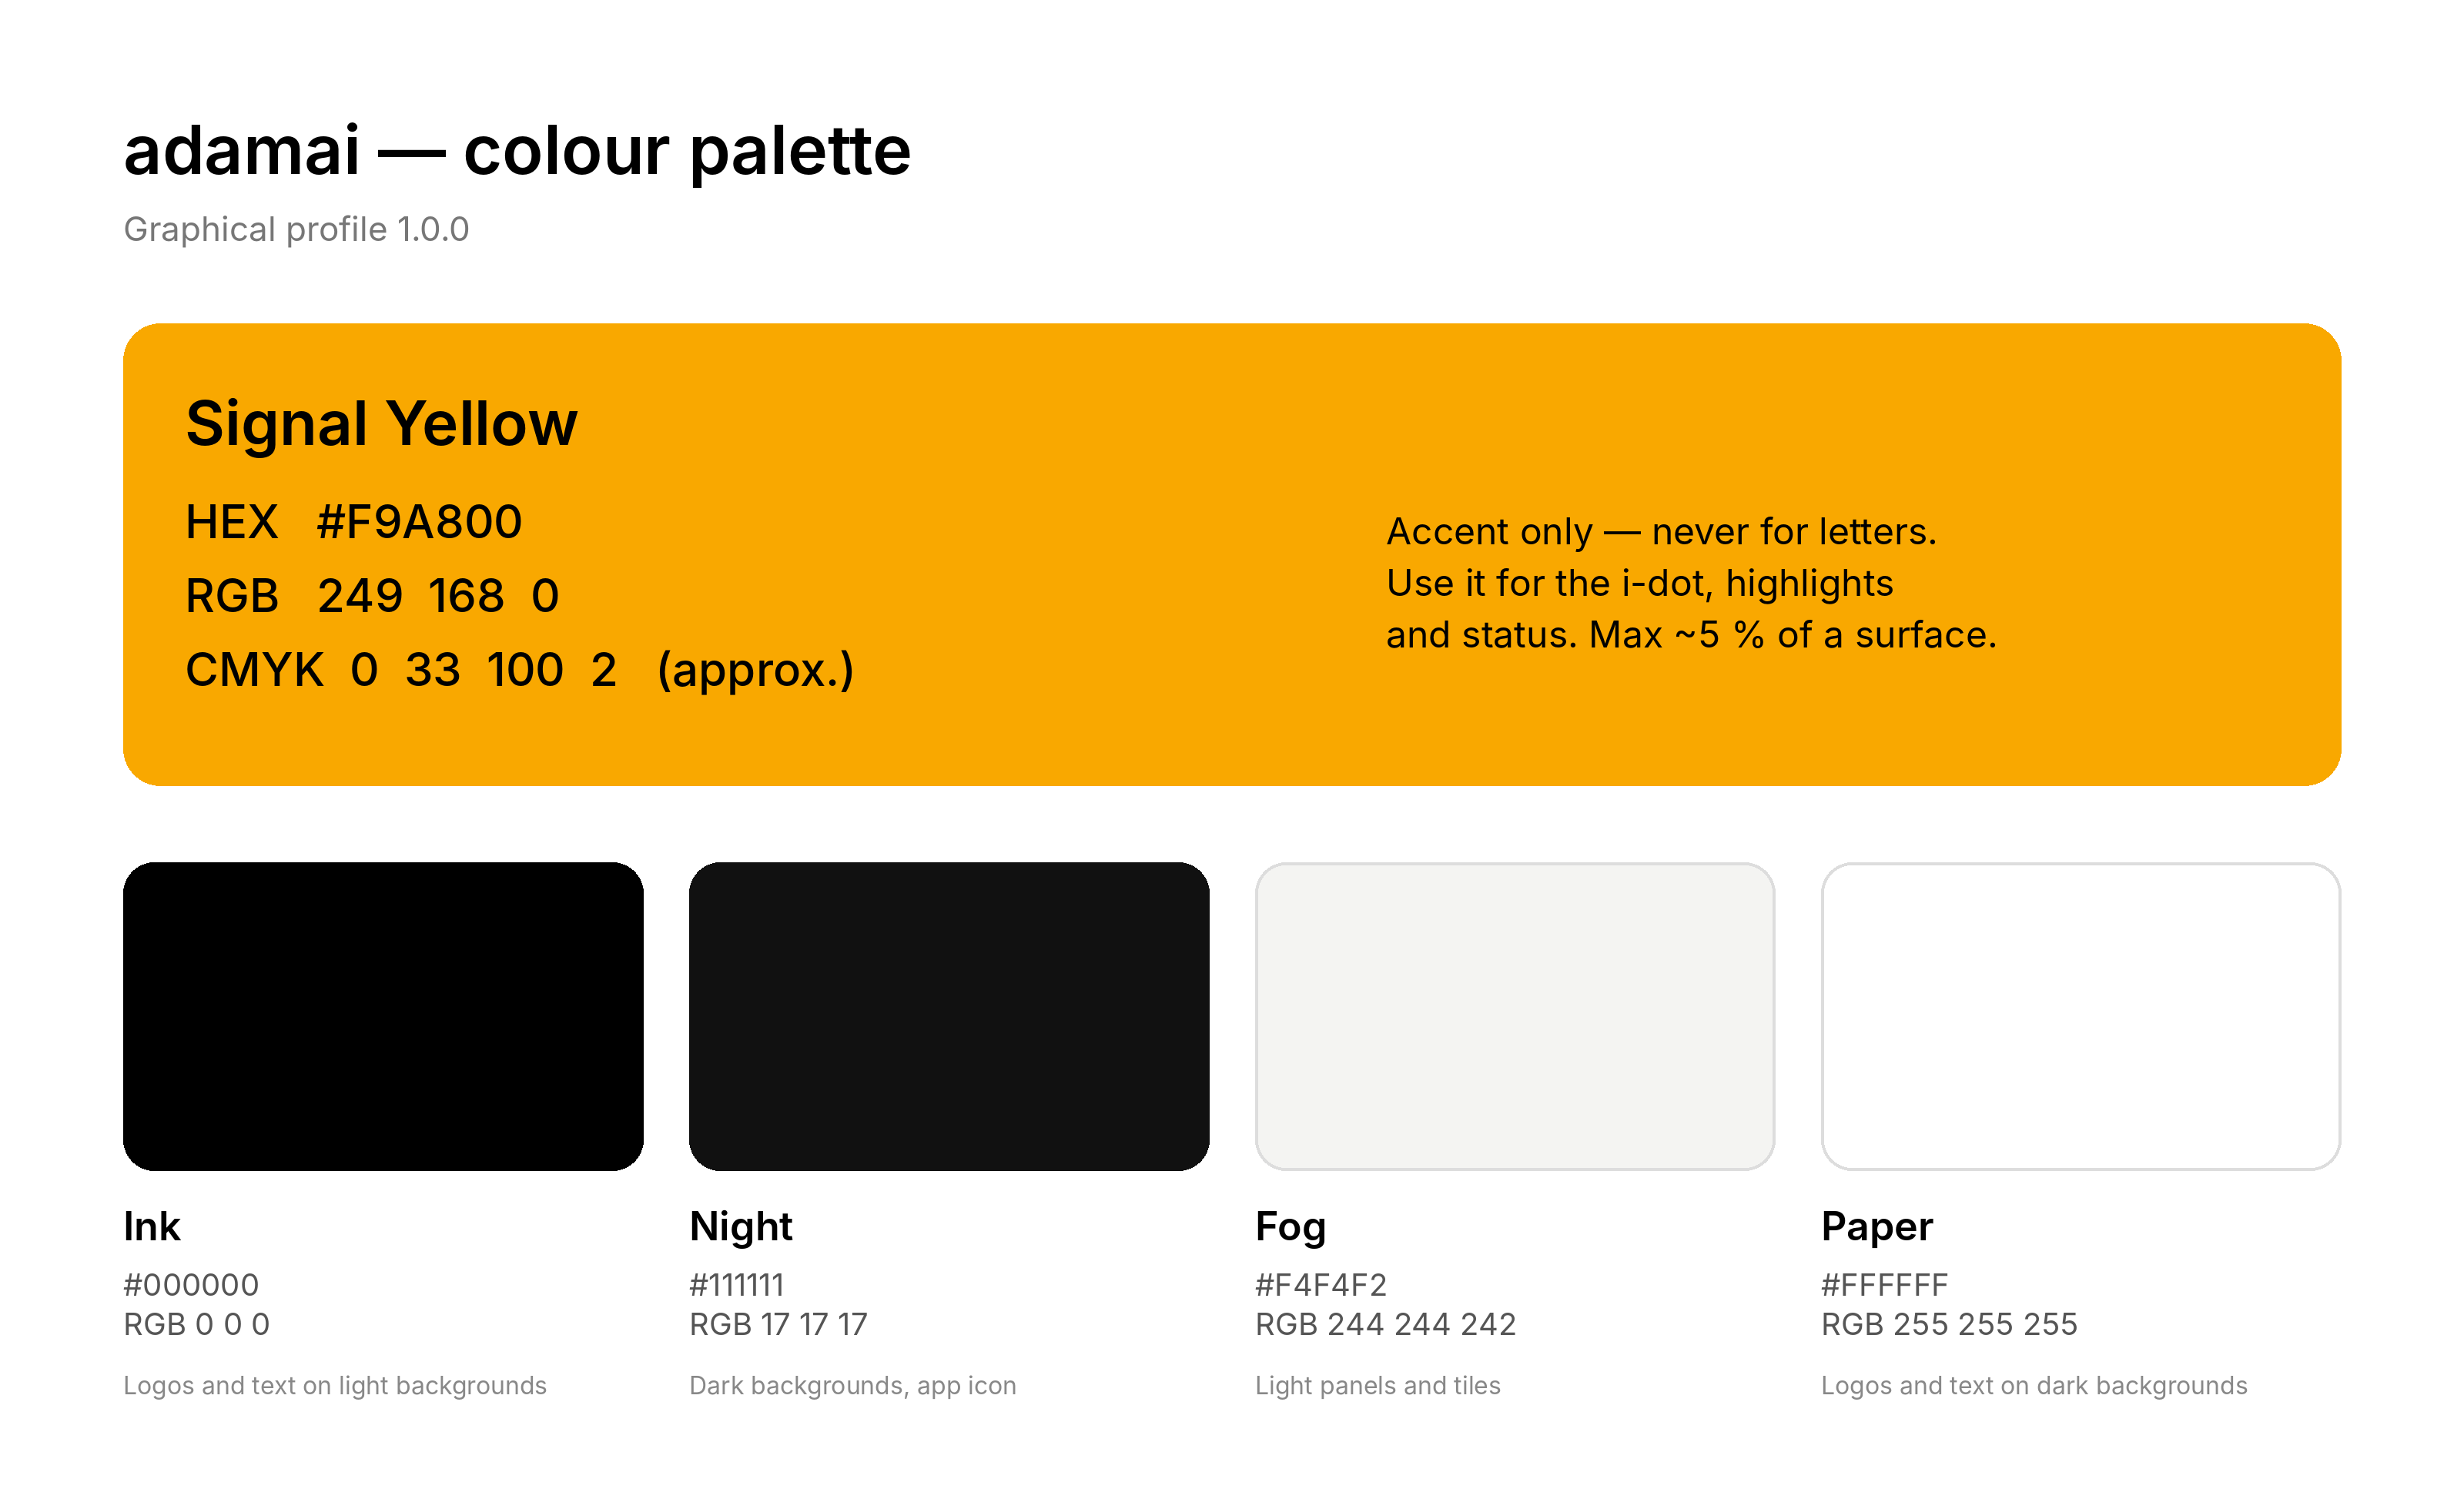 adamai — colour palette
Graphical profile 1.0.0
Signal Yellow
HEX #F9A800
RGB 249 168 0
CMYK 0 33 100 2 (approx.)
Accent only — never for letters.
Use it for the i-dot, highlights
and status. Max ~5 % of a surface.
Ink
#000000
RGB 0 0 0
Logos and text on light backgrounds
Night
#111111
RGB 17 17 17
Dark backgrounds, app icon
Fog
#F4F4F2
RGB 244 244 242
Light panels and tiles
Paper
#FFFFFF
RGB 255 255 255
Logos and text on dark backgrounds